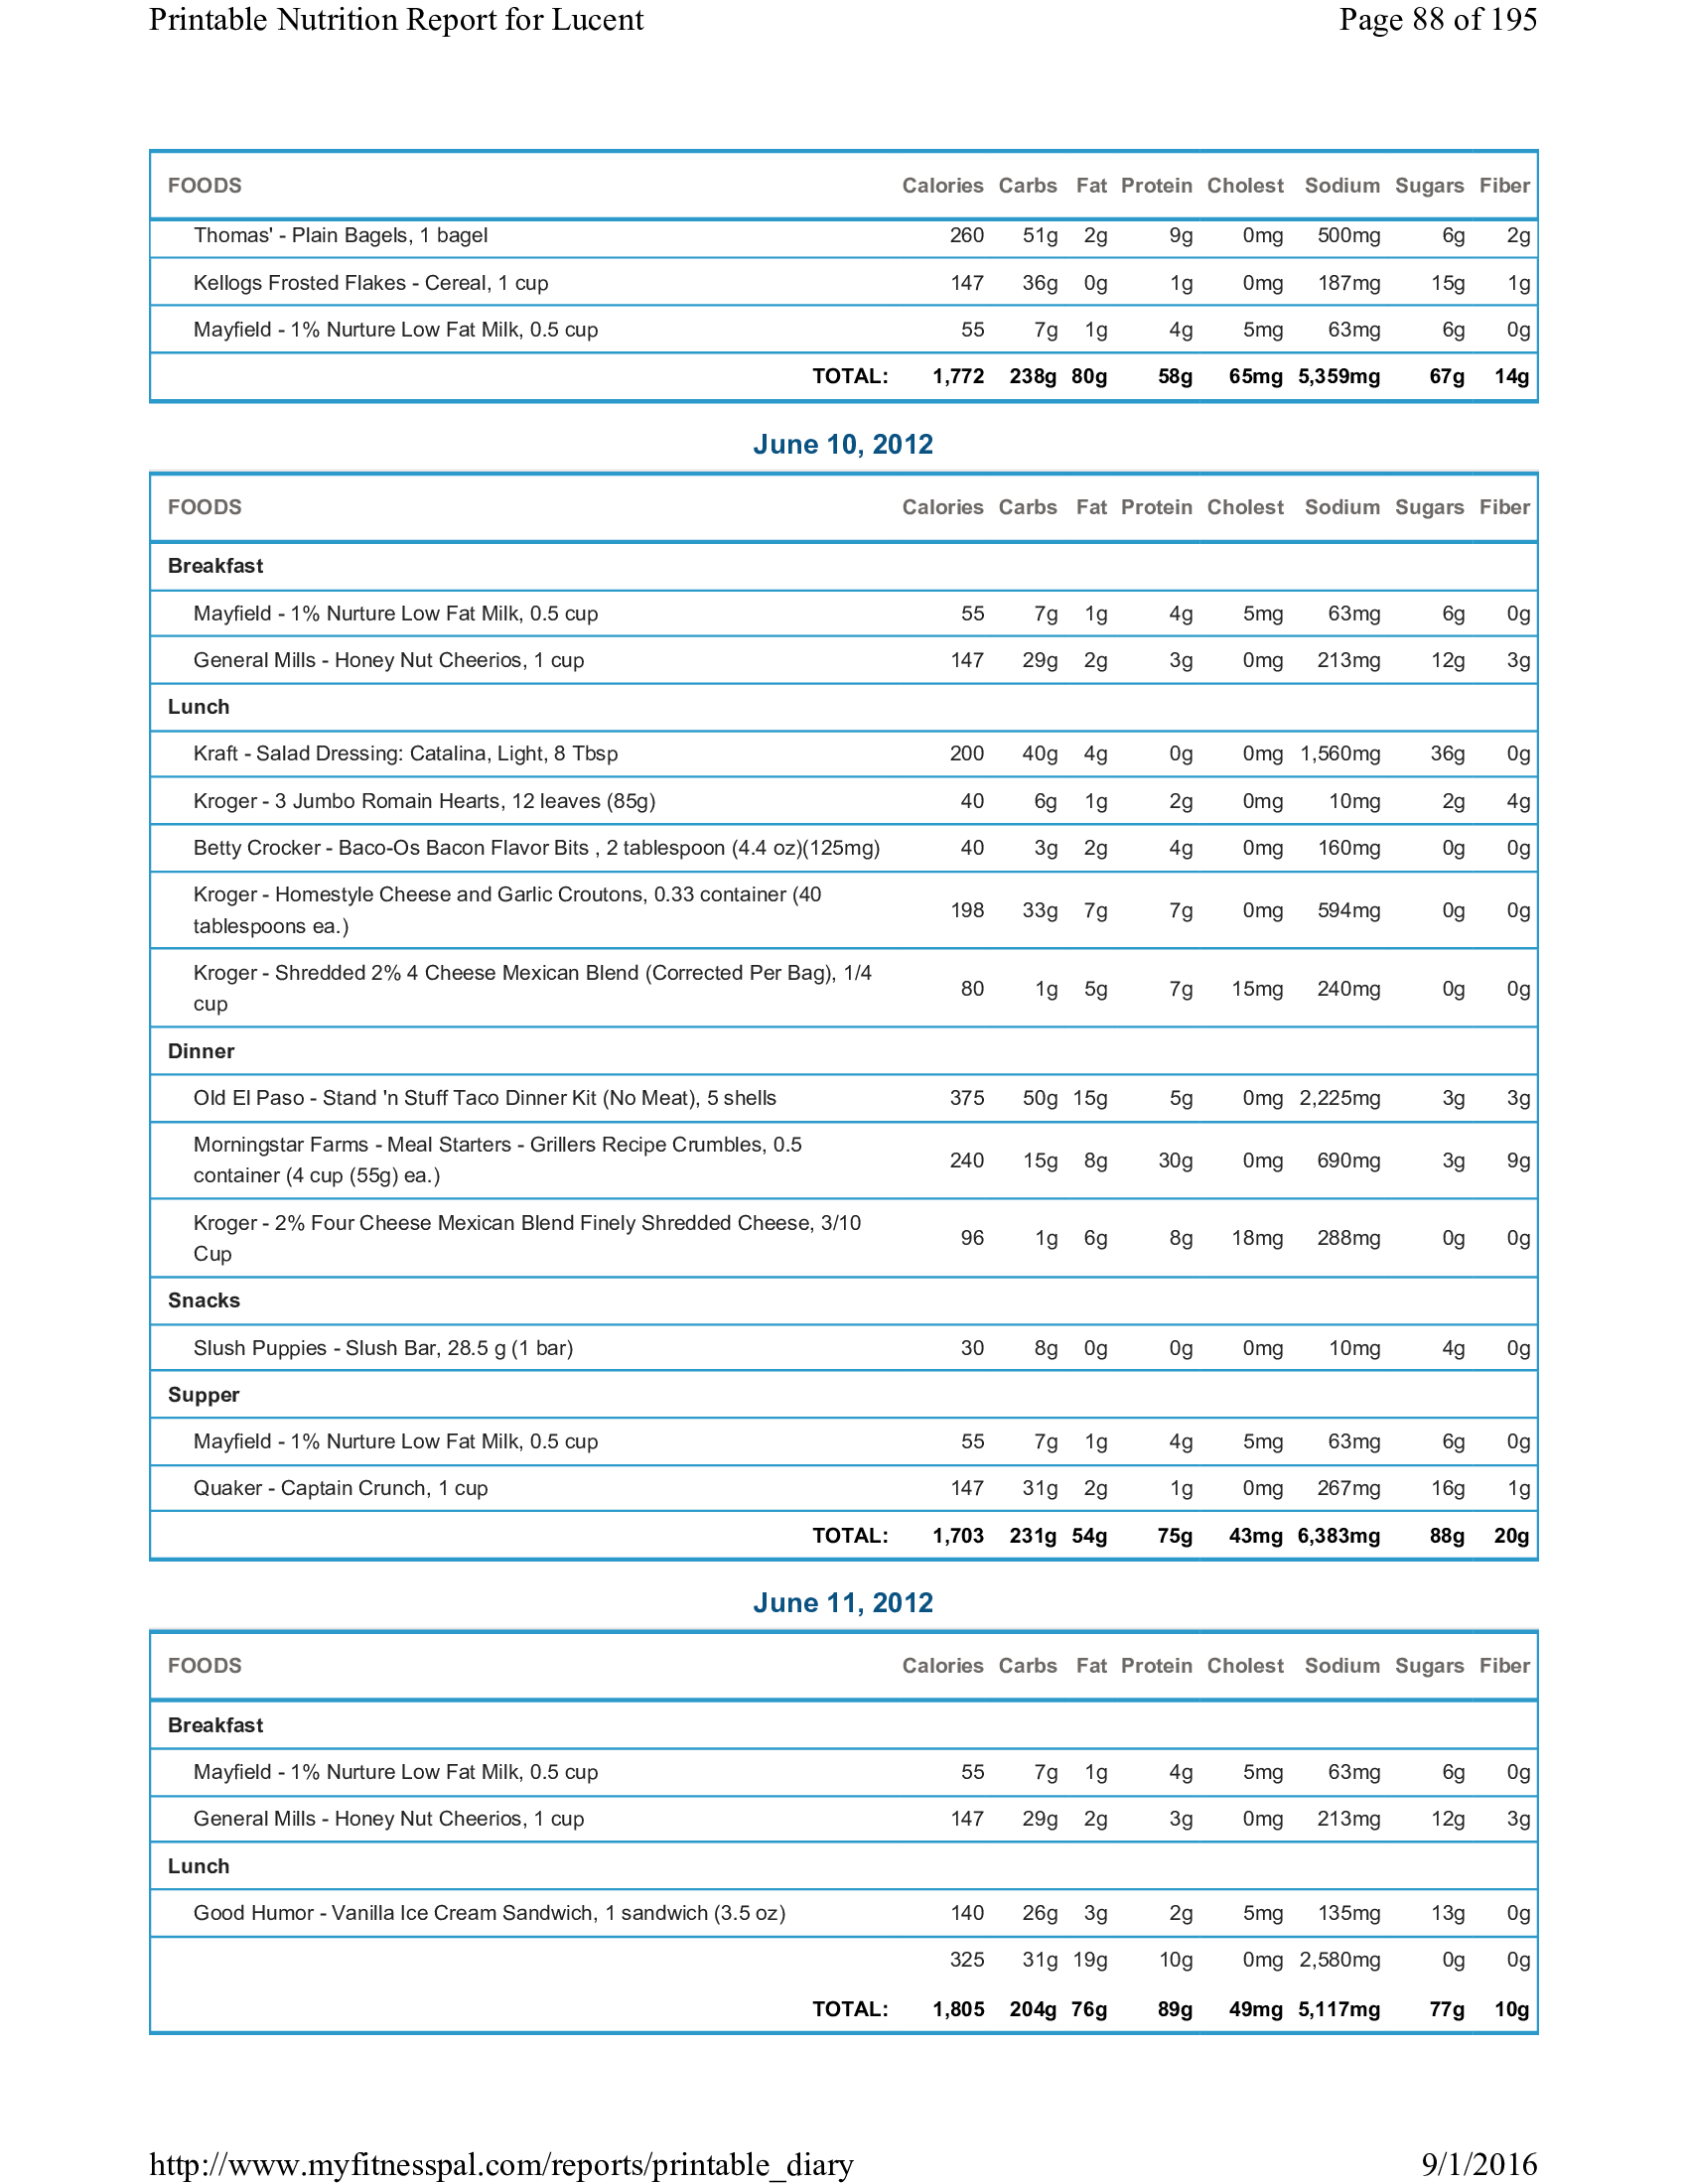 Printable Nutrition Report for Lucent Page 88 of 195
FOODS Calories Carbs Fat Protein Cholest Sodium Sugars Fiber
Thomas' - Plain Bagels, 1 bagel 260 51g 2g 9g 0mg 500mg 6g 2g
Kellogs Frosted Flakes - Cereal, 1 cup 147 36g 0g 1g 0mg 187mg 15g 1g
Mayfield - 1% Nurture Low Fat Milk, 0.5 cup 55 7g 1g 4g 5mg 63mg 6g 0g
TOTAL: 1,772 238g 80g 58g 65mg 5,359mg 67g 14g
June 10, 2012
FOODS Calories Carbs Fat Protein Cholest Sodium Sugars Fiber
Breakfast
Mayfield - 1% Nurture Low Fat Milk, 0.5 cup 55 7g 1g 4g 5mg 63mg 6g 0g
General Mills - Honey Nut Cheerios, 1 cup 147 29g 2g 3g 0mg 213mg 12g 3g
Lunch
Kraft - Salad Dressing: Catalina, Light, 8 Tbsp 200 40g 4g 0g 0mg 1,560mg 36g 0g
Kroger - 3 Jumbo Romain Hearts, 12 leaves (85g) 40 6g 1g 2g 0mg 10mg 2g 4g
Betty Crocker - Baco-Os Bacon Flavor Bits , 2 tablespoon (4.4 oz)(125mg) 40 3g 2g 4g 0mg 160mg 0g 0g
Kroger - Homestyle Cheese and Garlic Croutons, 0.33 container (40
tablespoons ea.) 198 33g 7g 7g 0mg 594mg 0g 0g
Kroger - Shredded 2% 4 Cheese Mexican Blend (Corrected Per Bag), 1/4
cup 80 1g 5g 7g 15mg 240mg 0g 0g
Dinner
Old El Paso - Stand 'n Stuff Taco Dinner Kit (No Meat), 5 shells 375 50g 15g 5g 0mg 2,225mg 3g 3g
Morningstar Farms - Meal Starters - Grillers Recipe Crumbles, 0.5
container (4 cup (55g) ea.) 240 15g 8g 30g 0mg 690mg 3g 9g
Kroger - 2% Four Cheese Mexican Blend Finely Shredded Cheese, 3/10
Cup 96 1g 6g 8g 18mg 288mg 0g 0g
Snacks
Slush Puppies - Slush Bar, 28.5 g (1 bar) 30 8g 0g 0g 0mg 10mg 4g 0g
Supper
Mayfield - 1% Nurture Low Fat Milk, 0.5 cup 55 7g 1g 4g 5mg 63mg 6g 0g
Quaker - Captain Crunch, 1 cup 147 31g 2g 1g 0mg 267mg 16g 1g
TOTAL: 1,703 231g 54g 75g 43mg 6,383mg 88g 20g
June 11, 2012
FOODS Calories Carbs Fat Protein Cholest Sodium Sugars Fiber
Breakfast
Mayfield - 1% Nurture Low Fat Milk, 0.5 cup 55 7g 1g 4g 5mg 63mg 6g 0g
General Mills - Honey Nut Cheerios, 1 cup 147 29g 2g 3g 0mg 213mg 12g 3g
Lunch
Good Humor - Vanilla Ice Cream Sandwich, 1 sandwich (3.5 oz) 140 26g 3g 2g 5mg 135mg 13g 0g
325 31g 19g 10g 0mg 2,580mg 0g 0g
TOTAL: 1,805 204g 76g 89g 49mg 5,117mg 77g 10g
http://www.myfitnesspal.com/reports/printable_diary 9/1/2016